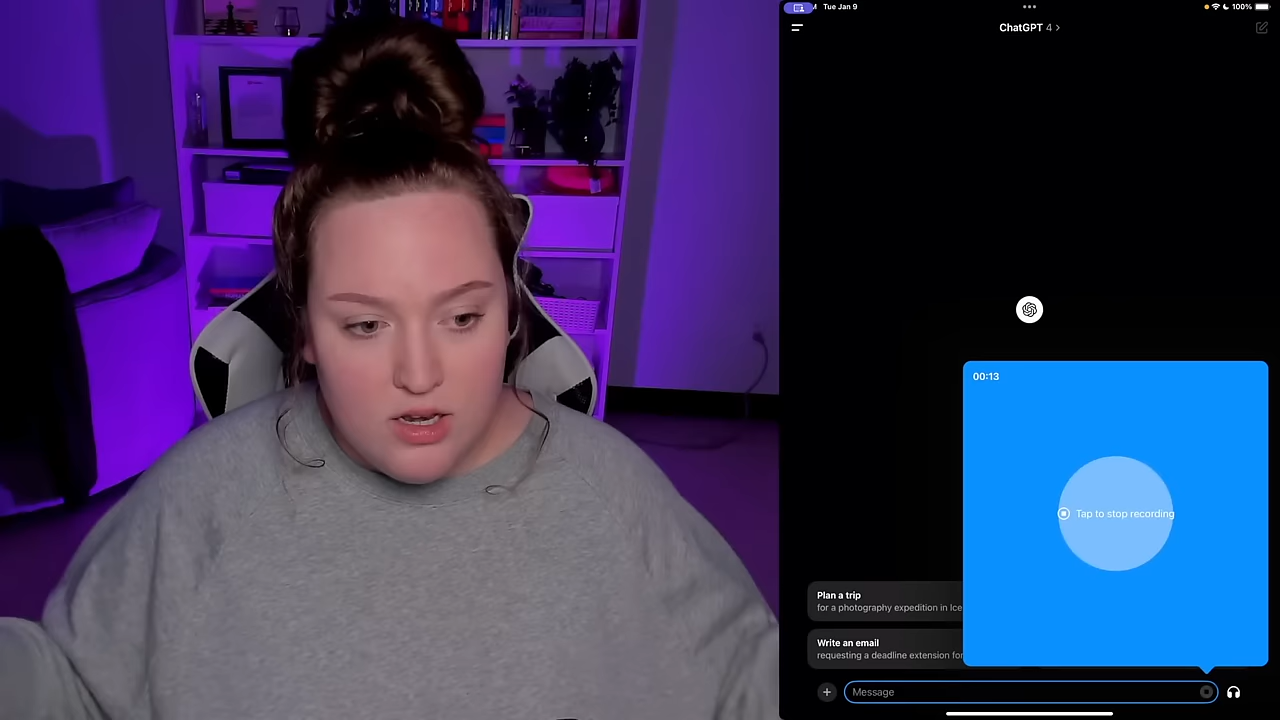 Tue Jan 9
100%
ChatGPT 4 >
00:13
Tap to stop recording
Plan a trip
for a photography expedition in Ice
Write an email
requesting a deadline extension for
Message